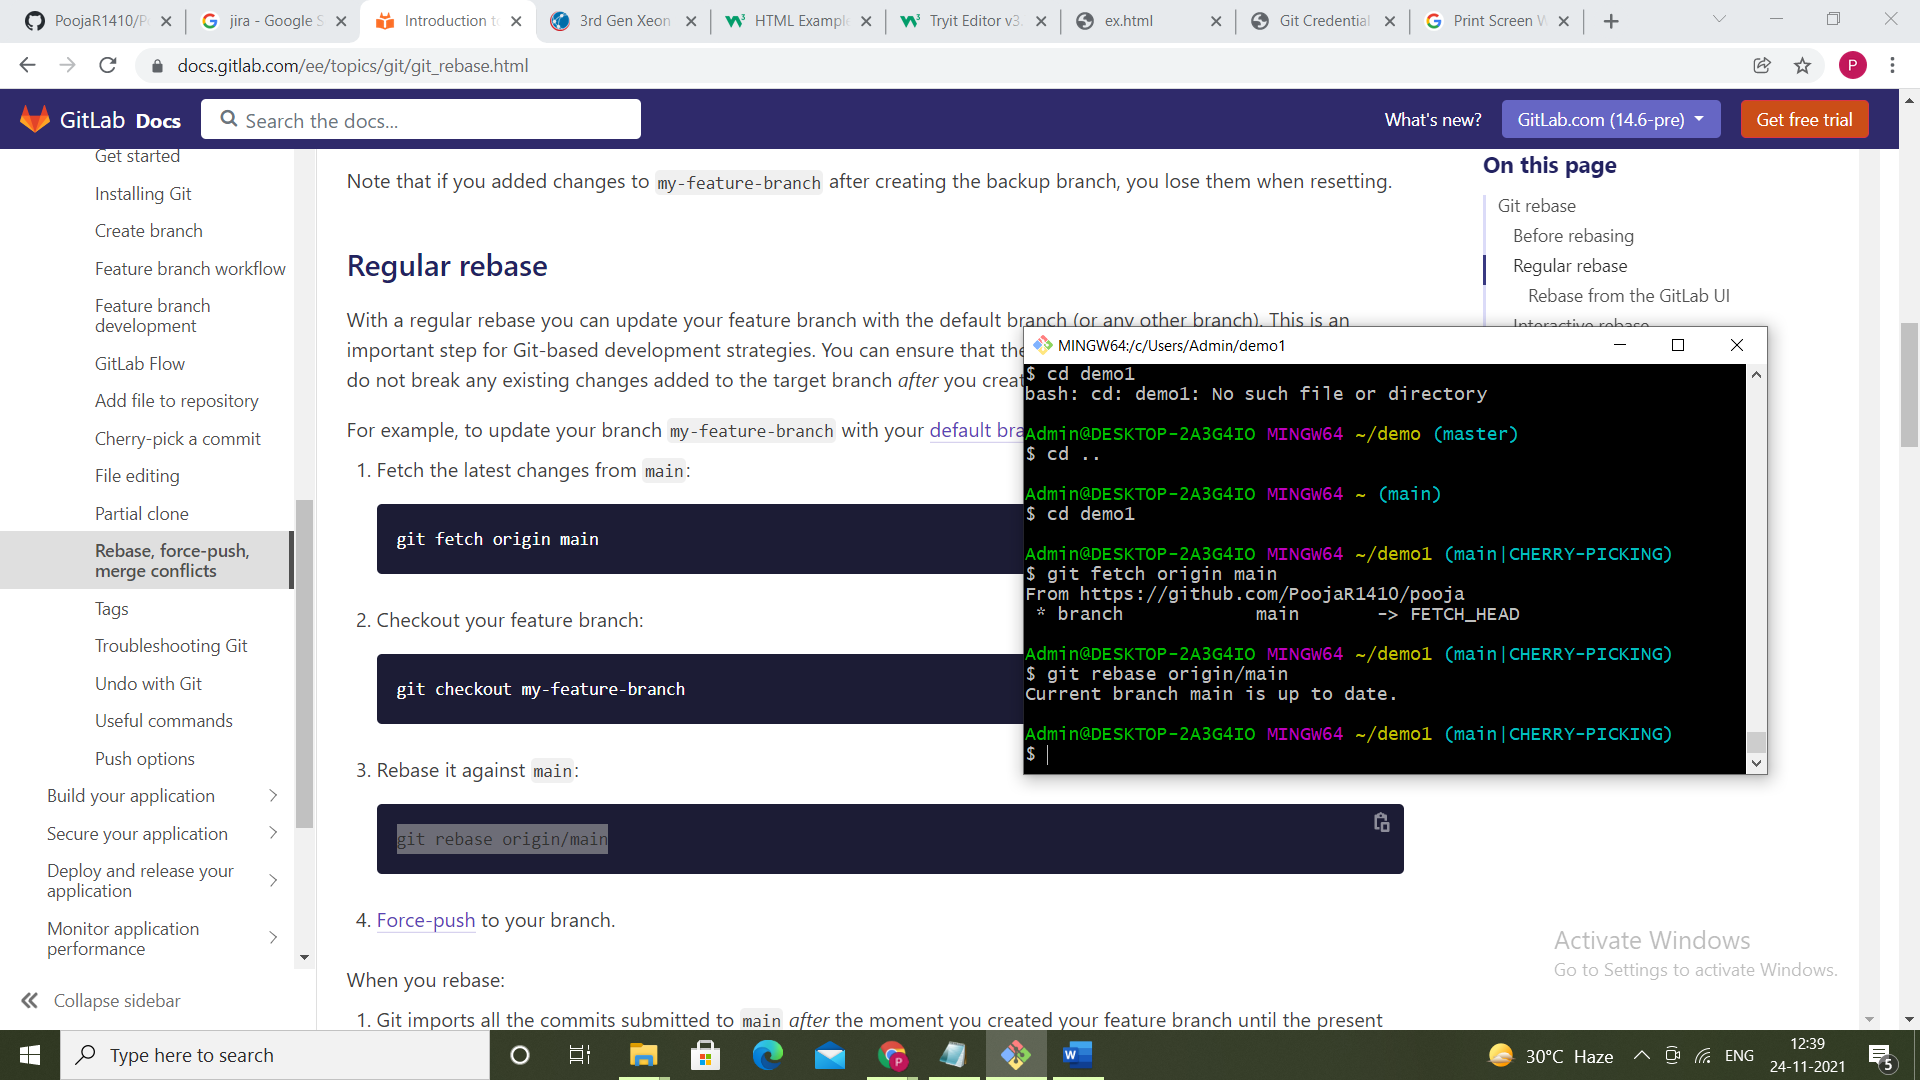 PoojaR1410/P
jira - Google S
Introduction to
3rd Gen Xeon
HTML Example
Tryit Editor v3.
ex.html
Git Credential
Print Screen W
docs.gitlab.com/ee/topics/git/git_rebase.html
P
GitLab Docs
Search the docs...
What's new?
GitLab.com (14.6-pre)
Get free trial
Get started
Installing Git
Create branch
Feature branch workflow
Feature branch
development
GitLab Flow
Add file to repository
Cherry-pick a commit
File editing
Partial clone
Rebase, force-push,
merge conflicts
Tags
Troubleshooting Git
Undo with Git
Useful commands
Push options
Build your application
Secure your application
Deploy and release your
application
Monitor application
performance
Collapse sidebar
Note that if you added changes to my-feature-branch after creating the backup branch, you lose them when resetting.
Regular rebase
With a regular rebase you can update your feature branch with the default branch (or any other branch). This is an
important step for Git-based development strategies. You can ensure that the
do not break any existing changes added to the target branch after you creat
For example, to update your branch my-feature-branch with your default bra
1. Fetch the latest changes from main:
git fetch origin main
2. Checkout your feature branch:
git checkout my-feature-branch
3. Rebase it against main:
git rebase origin/main
4. Force-push to your branch.
When you rebase:
1. Git imports all the commits submitted to main after the moment you created your feature branch until the present
On this page
Git rebase
Before rebasing
Regular rebase
Rebase from the GitLab UI
Interactive rebase
MINGW64:/c/Users/Admin/demo1
$ cd demo1
bash: cd: demo1: No such file or directory
Admin@DESKTOP-2A3G4IO MINGW64 ~/demo (master)
$ cd ..
Admin@DESKTOP-2A3G4IO MINGW64 ~ (main)
$ cd demo1
Admin@DESKTOP-2A3G4IO MINGW64 ~/demo1 (main|CHERRY-PICKING)
$ git fetch origin main
From https://github.com/PoojaR1410/pooja
* branch main -> FETCH_HEAD
Admin@DESKTOP-2A3G4IO MINGW64 ~/demo1 (main|CHERRY-PICKING)
$ git rebase origin/main
Current branch main is up to date.
Admin@DESKTOP-2A3G4IO MINGW64 ~/demo1 (main|CHERRY-PICKING)
$
Activate Windows
Go to Settings to activate Windows.
Type here to search
30°C Haze
ENG
12:39
24-11-2021
5